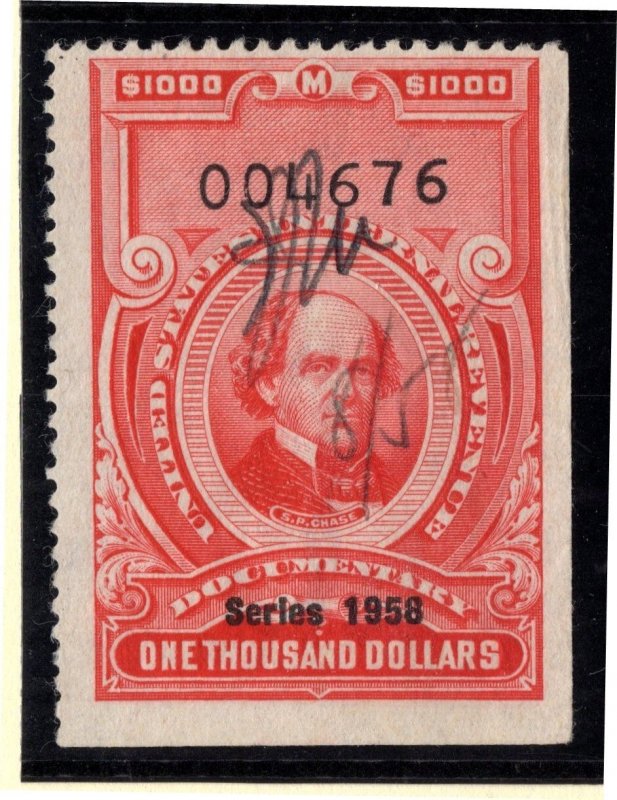 $1000 M $1000
004676
UNITED STATES INTERNAL REVENUE
S.P. CHASE
DOCUMENTARY
Series 1958
ONE THOUSAND DOLLARS